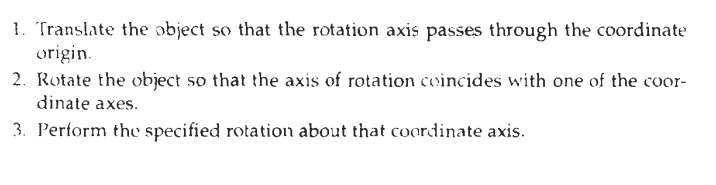 1. Translate the object so that the rotation axis passes through the coordinate
origin.
2. Rotate the object so that the axis of rotation coincides with one of the coor-
dinate axes.
3. Perform the specified rotation about that coordinate axis.